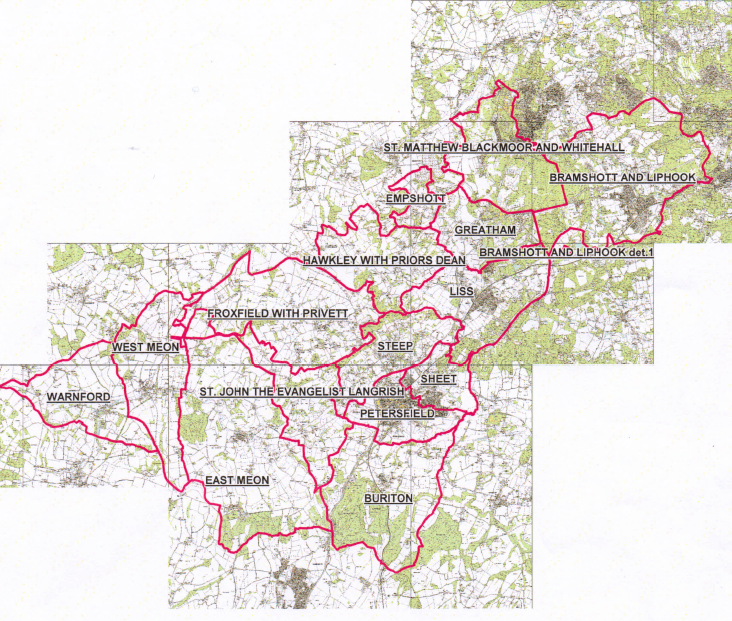 ST. MATTHEW BLACKMOOR AND WHITEHALL
BRAMSHOTT AND LIPHOOK
EMPSHOTT
GREATHAM
BRAMSHOTT AND LIPHOOK det.1
HAWKLEY WITH PRIORS DEAN
LISS
FROXFIELD WITH PRIVETT
WEST MEON
STEEP
SHEET
ST. JOHN THE EVANGELIST LANGRISH
WARNFORD
PETERSFIELD
EAST MEON
BURITON